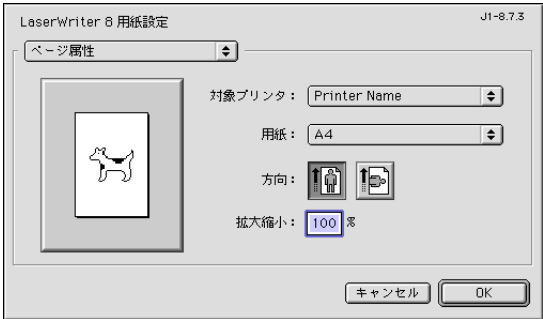 LaserWriter 8 用紙設定
J1-8.7.3
ページ属性
対象プリンタ： Printer Name
用紙： A4
方向：
拡大縮小： 100 %
キャンセル
OK